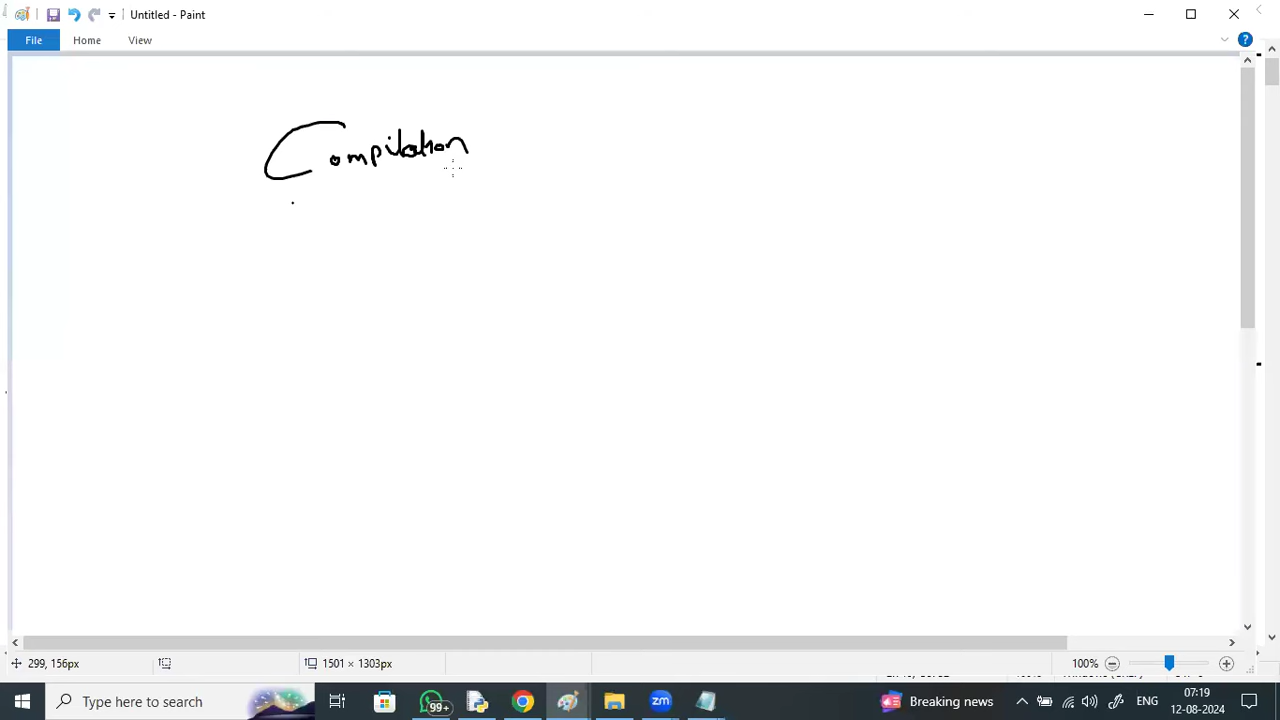 Untitled - Paint
File Home View
Compilation
299, 156px
1501 × 1303px
100%
Type here to search
99+
zm
Breaking news
ENG
07:19
12-08-2024